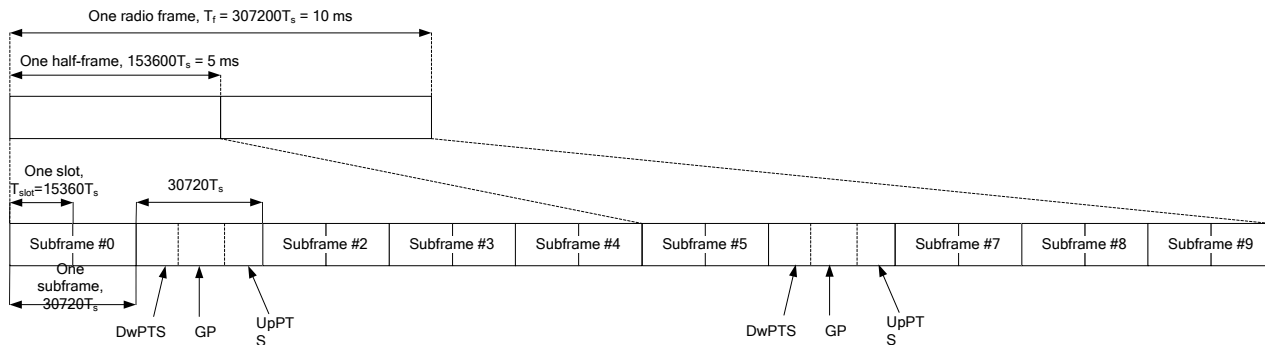 One radio frame, Tf = 307200Ts = 10 ms
One half-frame, 153600Ts = 5 ms
One slot,
Tslot=15360Ts
30720Ts
Subframe #0
Subframe #2
Subframe #3
Subframe #4
Subframe #5
Subframe #7
Subframe #8
Subframe #9
One
subframe,
30720Ts
DwPTS
GP
UpPT
S
DwPTS
GP
UpPT
S